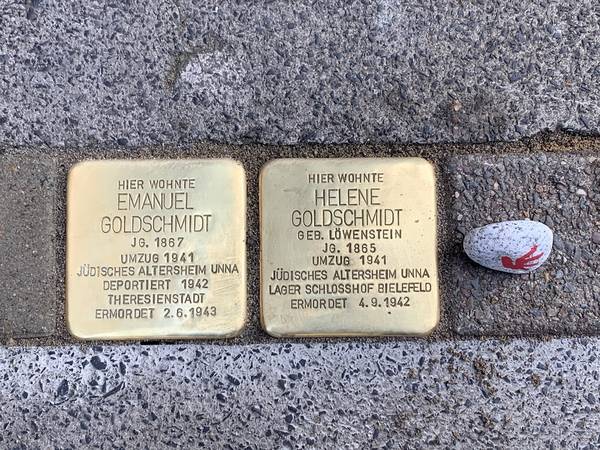 HIER WOHNTE
EMANUEL
GOLDSCHMIDT
JG. 1867
UMZUG 1941
JÜDISCHES ALTERSHEIM UNNA
DEPORTIERT 1942
THERESIENSTADT
ERMORDET 2.6.1943
HIER WOHNTE
HELENE
GOLDSCHMIDT
GEB. LÖWENSTEIN
JG. 1865
UMZUG 1941
JÜDISCHES ALTERSHEIM UNNA
LAGER SCHLOSSHOF BIELEFELD
ERMORDET 4.9.1942